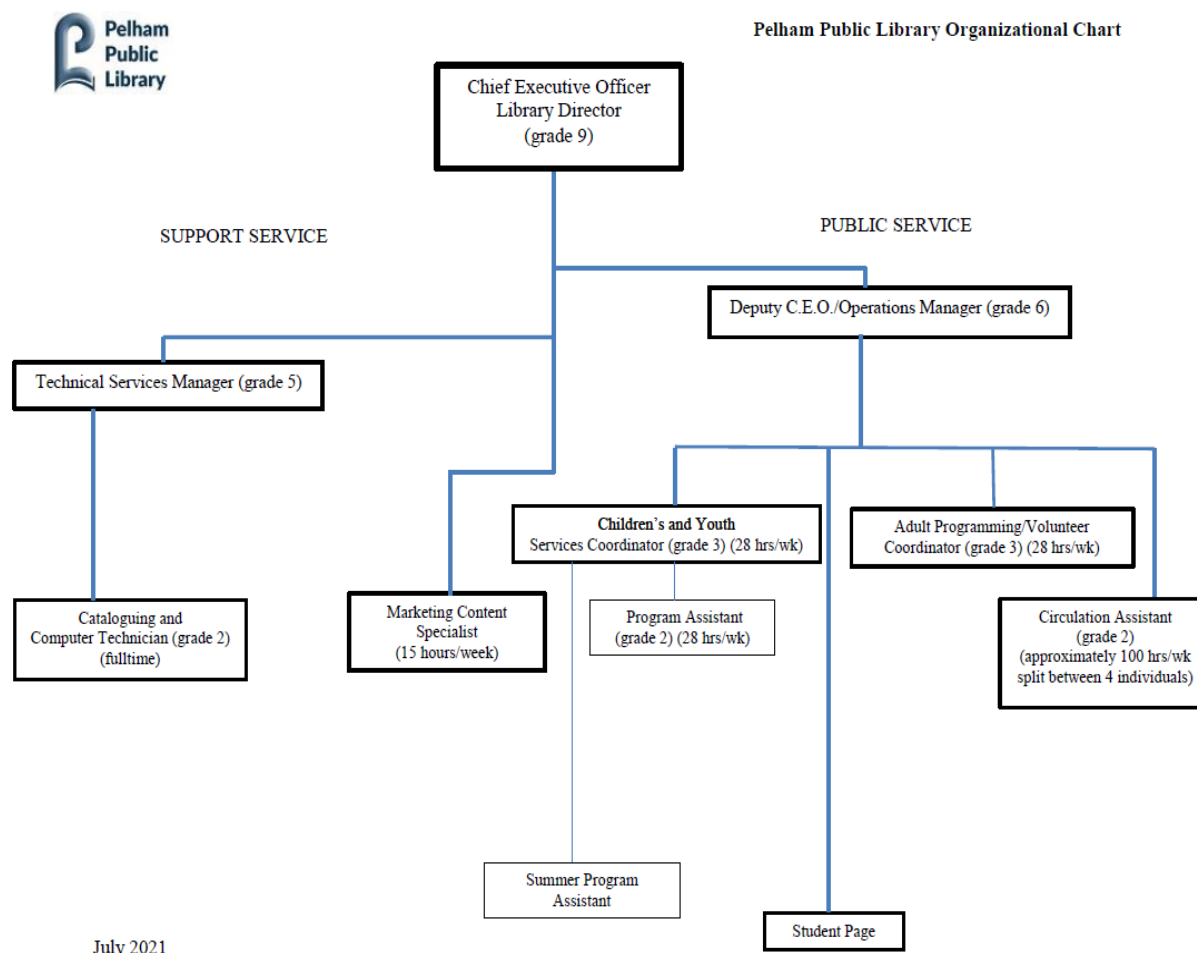 Pelham
Public
Library
Pelham Public Library Organizational Chart
Chief Executive Officer
Library Director
(grade 9)
SUPPORT SERVICE
PUBLIC SERVICE
Deputy C.E.O./Operations Manager (grade 6)
Technical Services Manager (grade 5)
Children's and Youth
Services Coordinator (grade 3) (28 hrs/wk)
Adult Programming/Volunteer
Coordinator (grade 3) (28 hrs/wk)
Cataloguing and
Computer Technician (grade 2)
(fulltime)
Marketing Content
Specialist
(15 hours/week)
Program Assistant
(grade 2) (28 hrs/wk)
Circulation Assistant
(grade 2)
(approximately 100 hrs/wk
split between 4 individuals)
Summer Program
Assistant
Student Page
July 2021